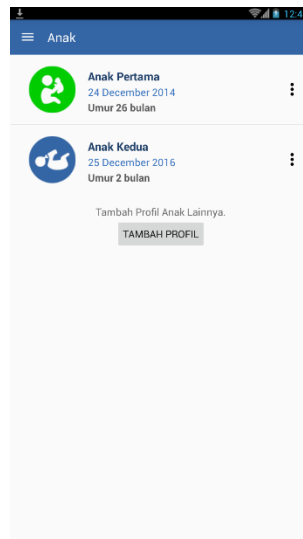 12:4
Anak
Anak Pertama
24 December 2014
Umur 26 bulan
Anak Kedua
25 December 2016
Umur 2 bulan
Tambah Profil Anak Lainnya.
TAMBAH PROFIL